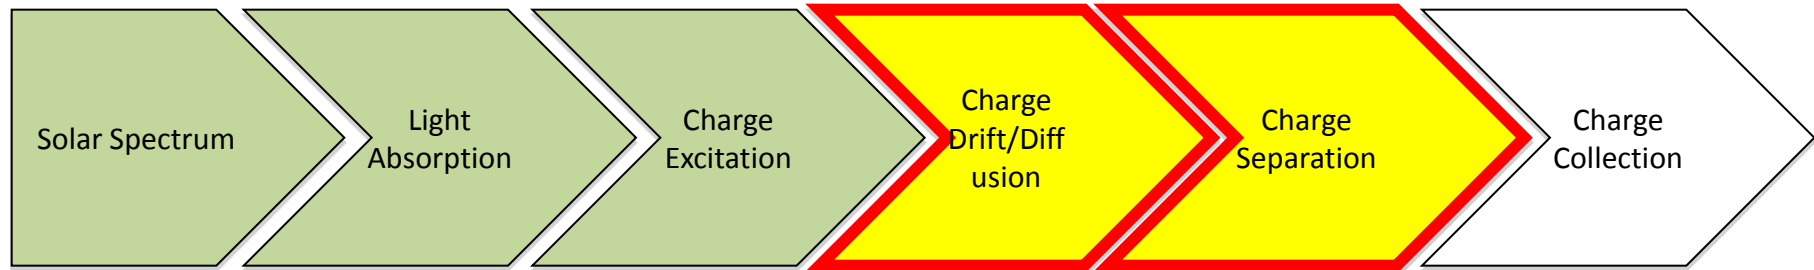 Solar Spectrum
Light
Absorption
Charge
Excitation
Charge
Drift/Diff
usion
Charge
Separation
Charge
Collection